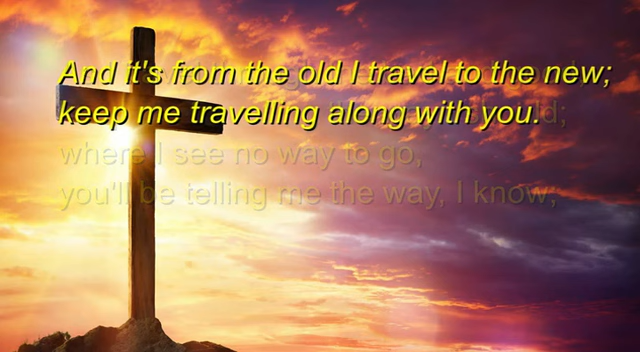 And it's from the old I travel to the new;
keep me travelling along with you.
where I see no way to go,
you'll be telling me the way, I know;